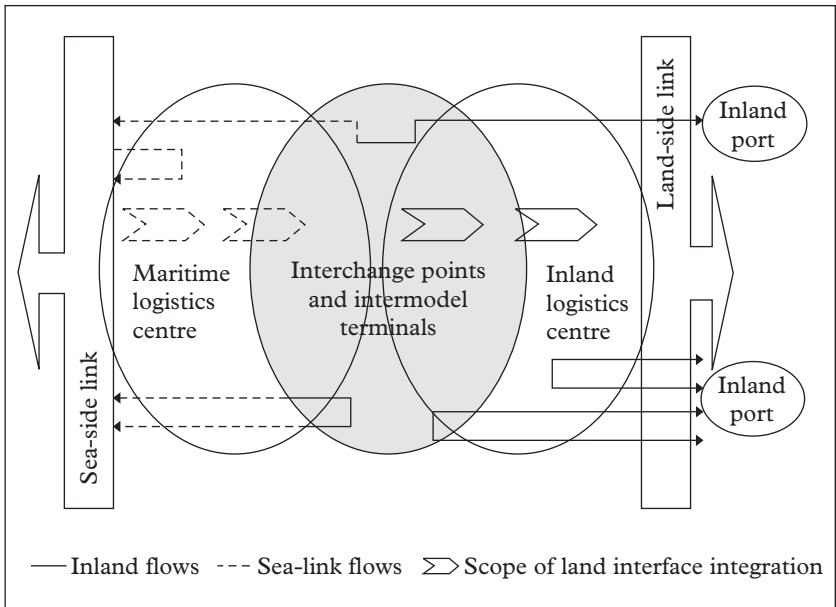 Inland
port
Land-side link
Maritime
logistics
centre
Interchange points
and intermodel
terminals
Inland
logistics
centre
Sea-side link
Inland
port
Inland flows
Sea-link flows
Scope of land interface integration